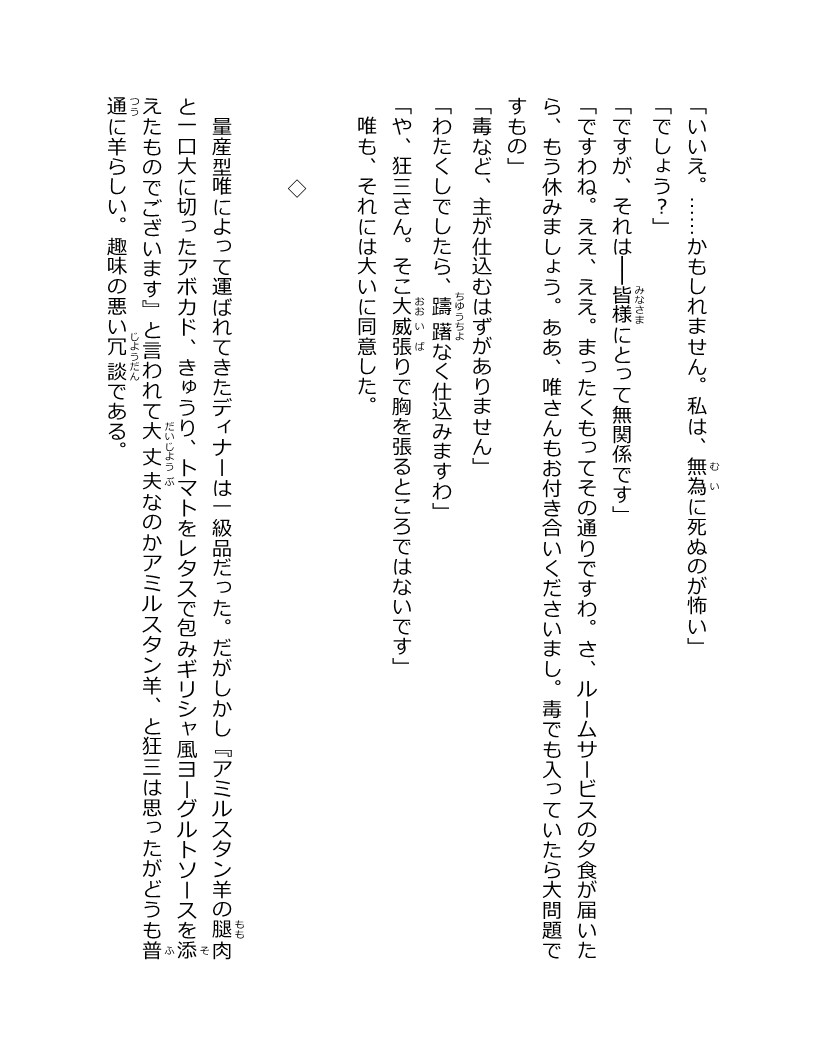 「いいえ。……かもしれません。私は、無為に死ぬのが怖い」
「でしょう?」
「ですが、それは──皆様にとって無関係です」
「ですわね。ええ、ええ。まったくもってその通りですわ。さ、ルームサービスの夕食が届いた
ら、もう休みましょう。ああ、唯さんもお付き合いくださいまし。毒でも入っていたら大問題で
すもの」
「毒など、主が仕込むはずがありません」
「わたくしでしたら、躊躇なく仕込みますわ」
「や、狂三さん。そこ大威張りで胸を張るところではないです」
唯も、それには大いに同意した。
◇
量産型唯によって運ばれてきたディナーは一級品だった。だがしかし『アミルスタン羊の腿肉
と一口大に切ったアボカド、きゅうり、トマトをレタスで包みギリシャ風ヨーグルトソースを添
えたものでございます』と言われて大丈夫なのかアミルスタン羊、と狂三は思ったがどうも普
通に羊らしい。趣味の悪い冗談である。